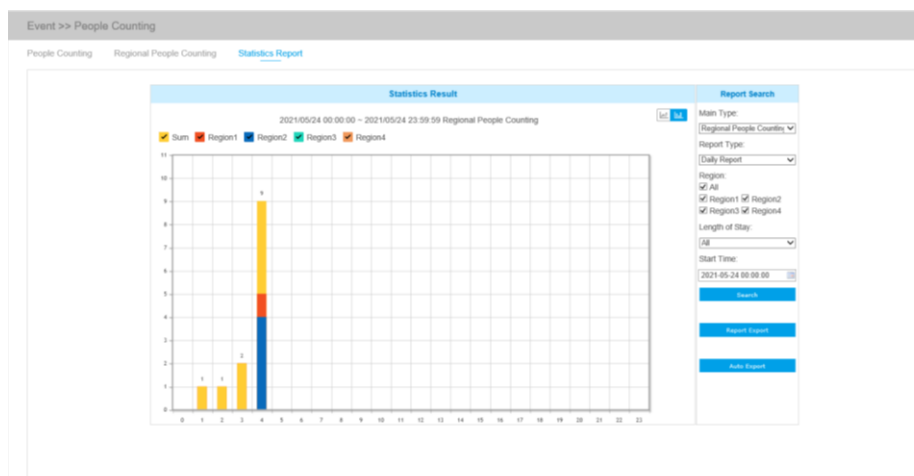 Event >> People Counting
People Counting Regional People Counting Statistics Report
Statistics Result
2021/05/24 00:00:00 ~ 2021/05/24 23:59:59 Regional People Counting
Sum Region1 Region2 Region3 Region4
11
10
9
8
7
6
5
4
3
2
1
0
9
2
1 1
0 1 2 3 4 5 6 7 8 9 10 11 12 13 14 15 16 17 18 19 20 21 22 23
Report Search
Main Type:
Regional People Counting
Report Type:
Daily Report
Region:
All
Region1 Region2
Region3 Region4
Length of Stay:
All
Start Time:
2021-05-24 00:00:00
Search
Report Export
Auto Export